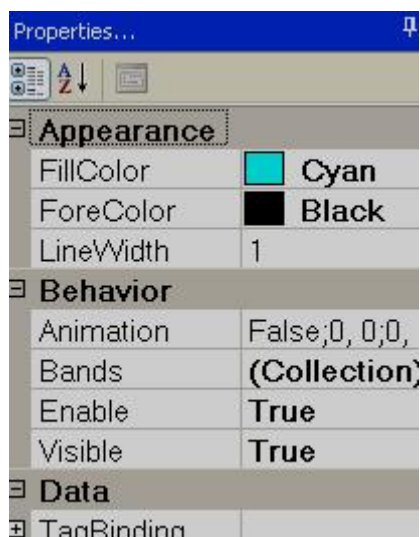 Properties...
Appearance
FillColor Cyan
ForeColor Black
LineWidth 1
Behavior
Animation False;0, 0;0,
Bands (Collection)
Enable True
Visible True
Data
TagBinding